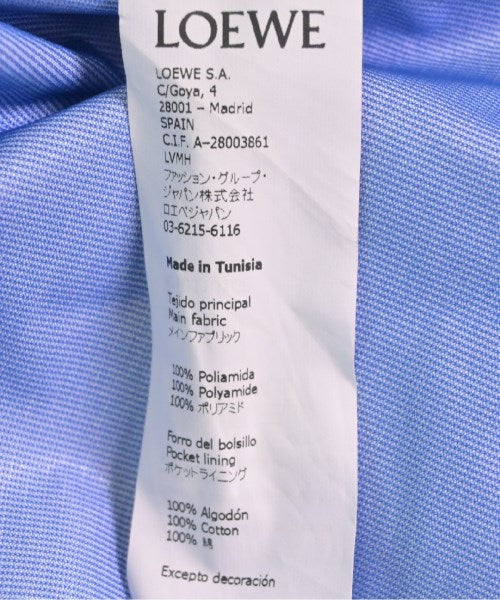 LOEWE
LOEWE S.A.
C/Goya, 4
28001 – Madrid
SPAIN
C.I.F. A-28003861
LVMH
ファッション・グループ・
ジャパン株式会社
ロエベジャパン
03-6215-6116
Made in Tunisia
Tejido principal
Main fabric
メインファブリック
100% Poliamida
100% Polyamide
100% ポリアミド
Forro del bolsillo
Pocket lining
ポケットライニング
100% Algodón
100% Cotton
100% 綿
Excepto decoración